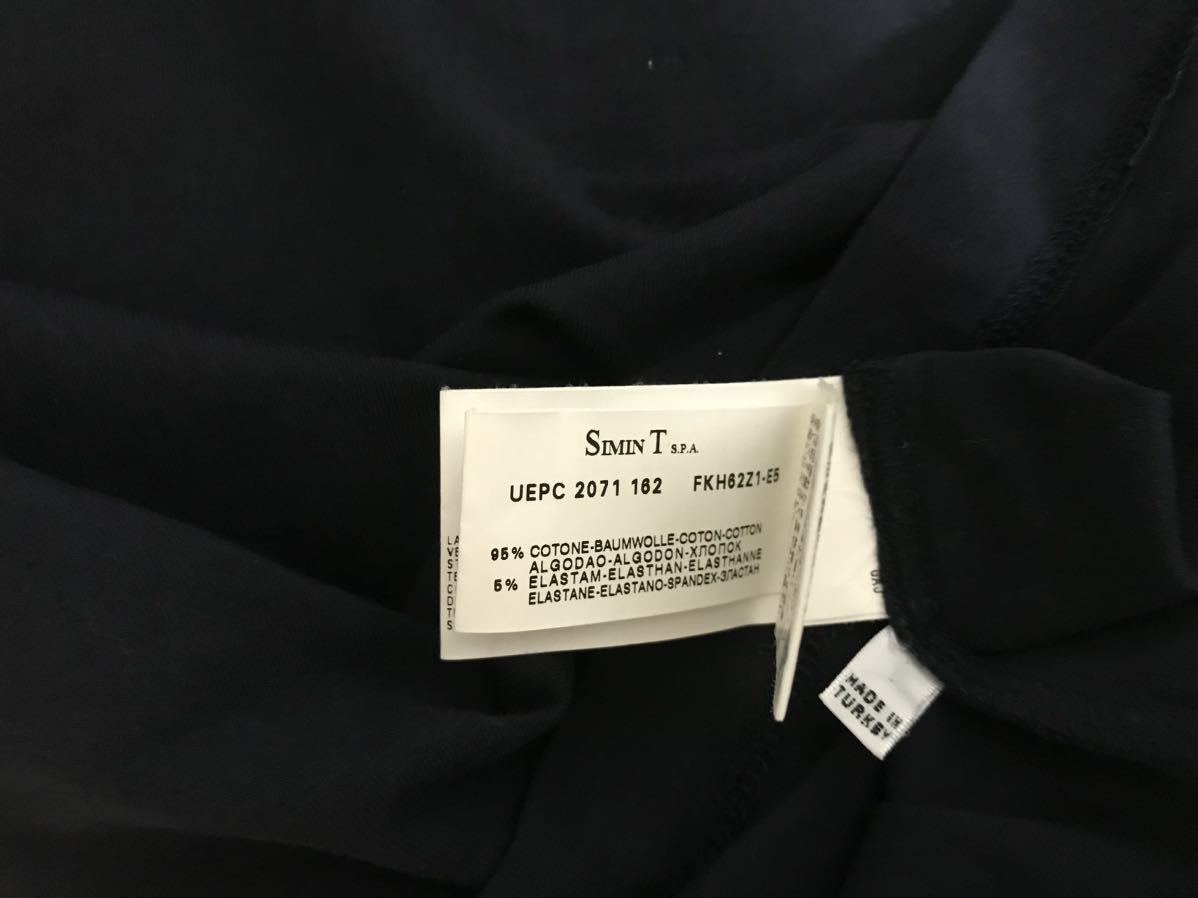 SIMIN T S.P.A.
UEPC 2071 162 FKH62Z1-E5
95% COTONE-BAUMWOLLE-COTON-COTTON
ALGODAO-ALGODON-ХЛОПОК
5% ELASTAM-ELASTHAN-ELASTHANNE
ELASTANE-ELASTANO-SPANDEX-ЭЛАСТАН
MADE IN
TURKEY